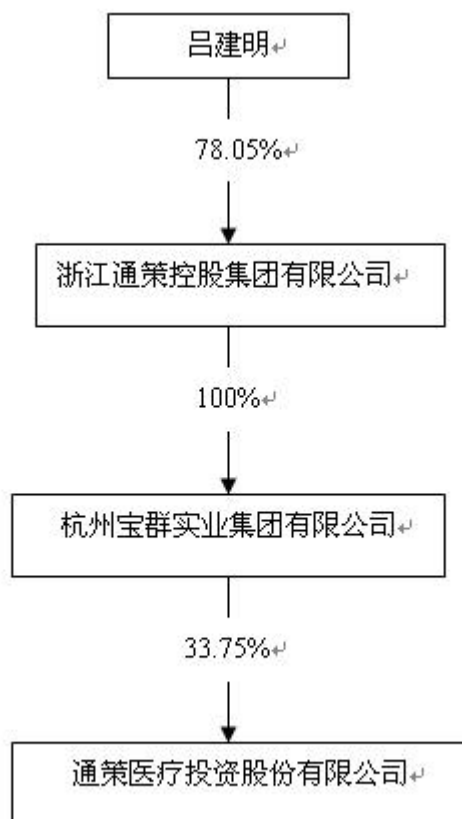 吕建明
78.05%
浙江通策控股集团有限公司
100%
杭州宝群实业集团有限公司
33.75%
通策医疗投资股份有限公司